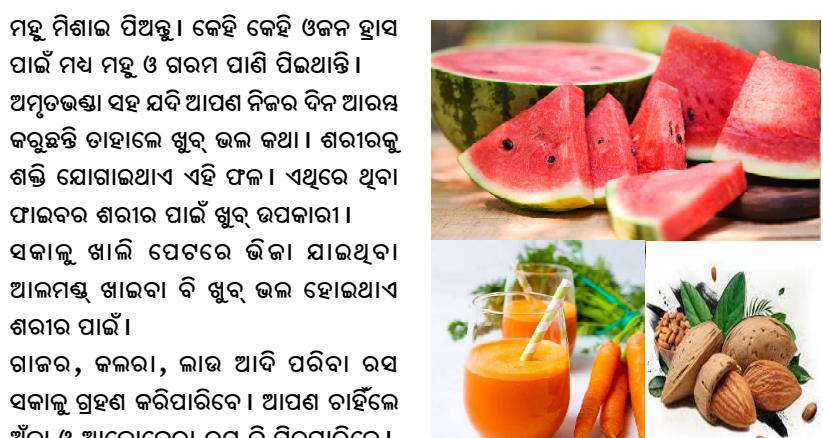 ମହୁ ମିଶାଇ ପିଅନ୍ତୁ। କେହି କେହି ଓଜନ ହ୍ରାସ
ପାଇଁ ମଧ୍ୟ ମହୁ ଓ ଗରମ ପାଣି ପିଇଥାନ୍ତି।
ଅମୃତଭଣ୍ଡା ସହ ଯଦି ଆପଣ ନିଜର ଦିନ ଆରମ୍ଭ
କରୁଛନ୍ତି ତାହାଲେ ଖୁବ୍ ଭଲ କଥା। ଶରୀରକୁ
ଶକ୍ତି ଯୋଗାଇଥାଏ ଏହି ଫଳ। ଏଥିରେ ଥିବା
ଫାଇବର ଶରୀର ପାଇଁ ଖୁବ୍ ଉପକାରୀ।
ସକାଳୁ ଖାଲି ପେଟରେ ଭିଜା ଯାଇଥିବା
ଆଲମଣ୍ଡ୍ ଖାଇବା ବି ଖୁବ୍ ଭଲ ହୋଇଥାଏ
ଶରୀର ପାଇଁ।
ଗାଜର, କଲରା, ଲାଉ ଆଦି ପରିବା ରସ
ସକାଳୁ ଗ୍ରହଣ କରିପାରିବେ। ଆପଣ ଚାହିଁଲେ